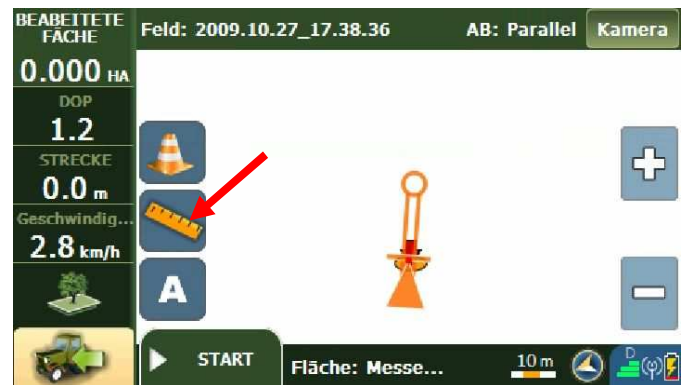 BEABEITETE
FÄCHE
Feld: 2009.10.27_17.38.36 AB: Parallel Kamera
0.000 HA
DOP
1.2
STRECKE
0.0 m
Geschwindig...
2.8 km/h
A
START
Fläche: Messe...
10 m
D